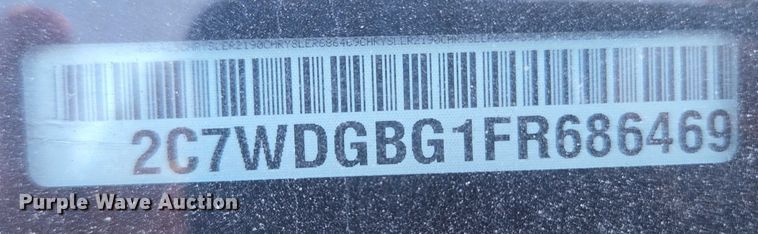 2C7WDGBG1FR686469
Purple Wave Auction